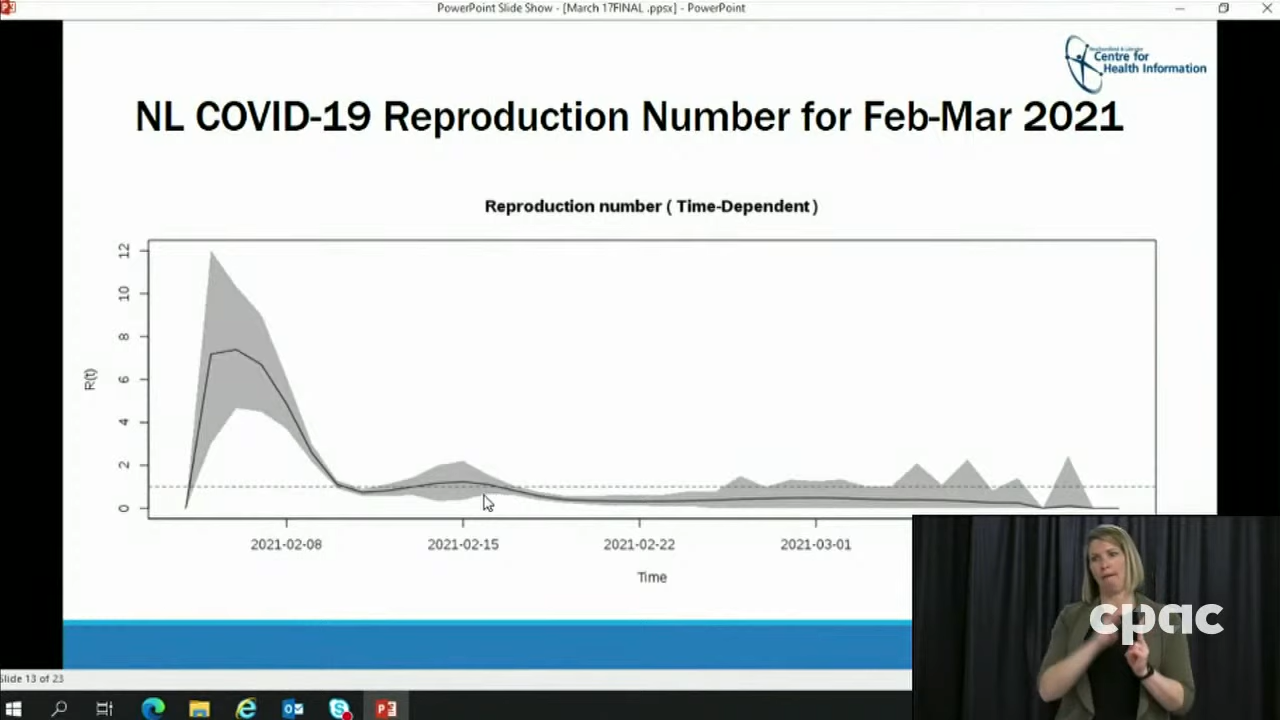 PowerPoint Slide Show - [March 17FINAL .ppsx] - PowerPoint
Newfoundland & Labrador
Centre for
Health Information
NL COVID-19 Reproduction Number for Feb-Mar 2021
Reproduction number ( Time-Dependent )
12
10
8
6
4
2
0
R(t)
2021-02-08 2021-02-15 2021-02-22 2021-03-01
Time
cpac
Slide 13 of 23